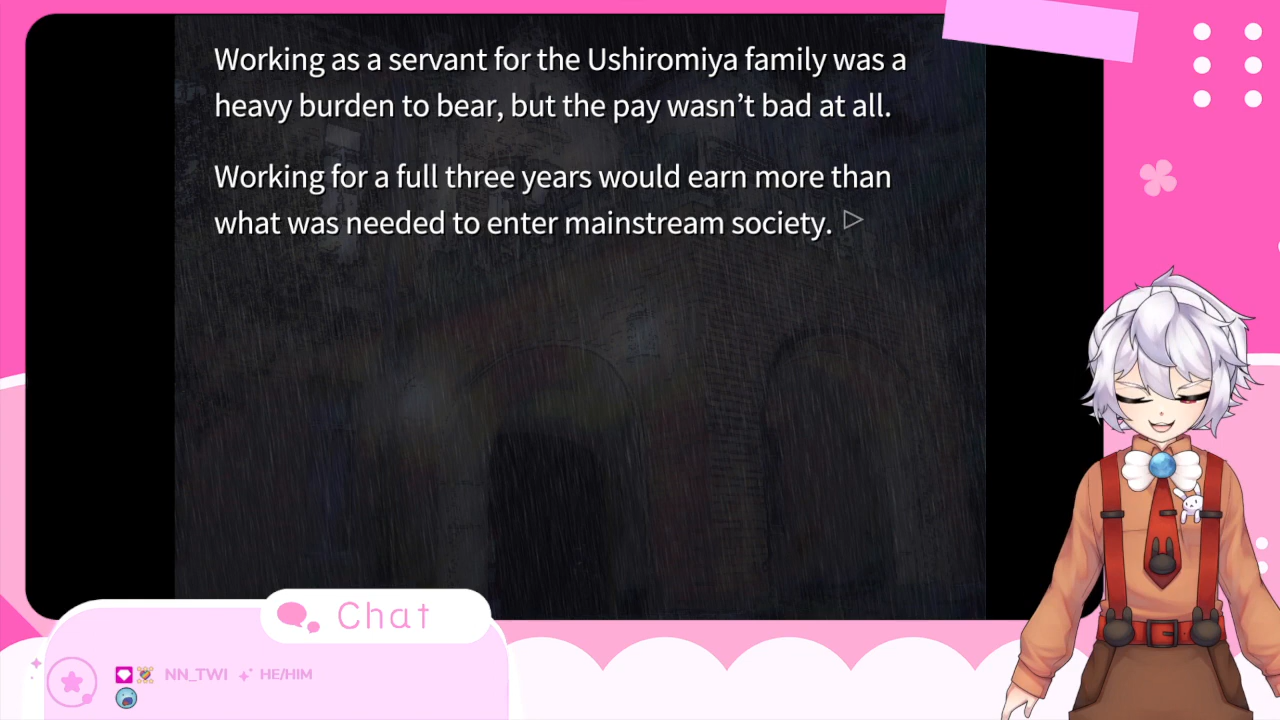 Working as a servant for the Ushiromiya family was a
heavy burden to bear, but the pay wasn’t bad at all.
Working for a full three years would earn more than
what was needed to enter mainstream society.
Chat
NN_TWI HE/HIM